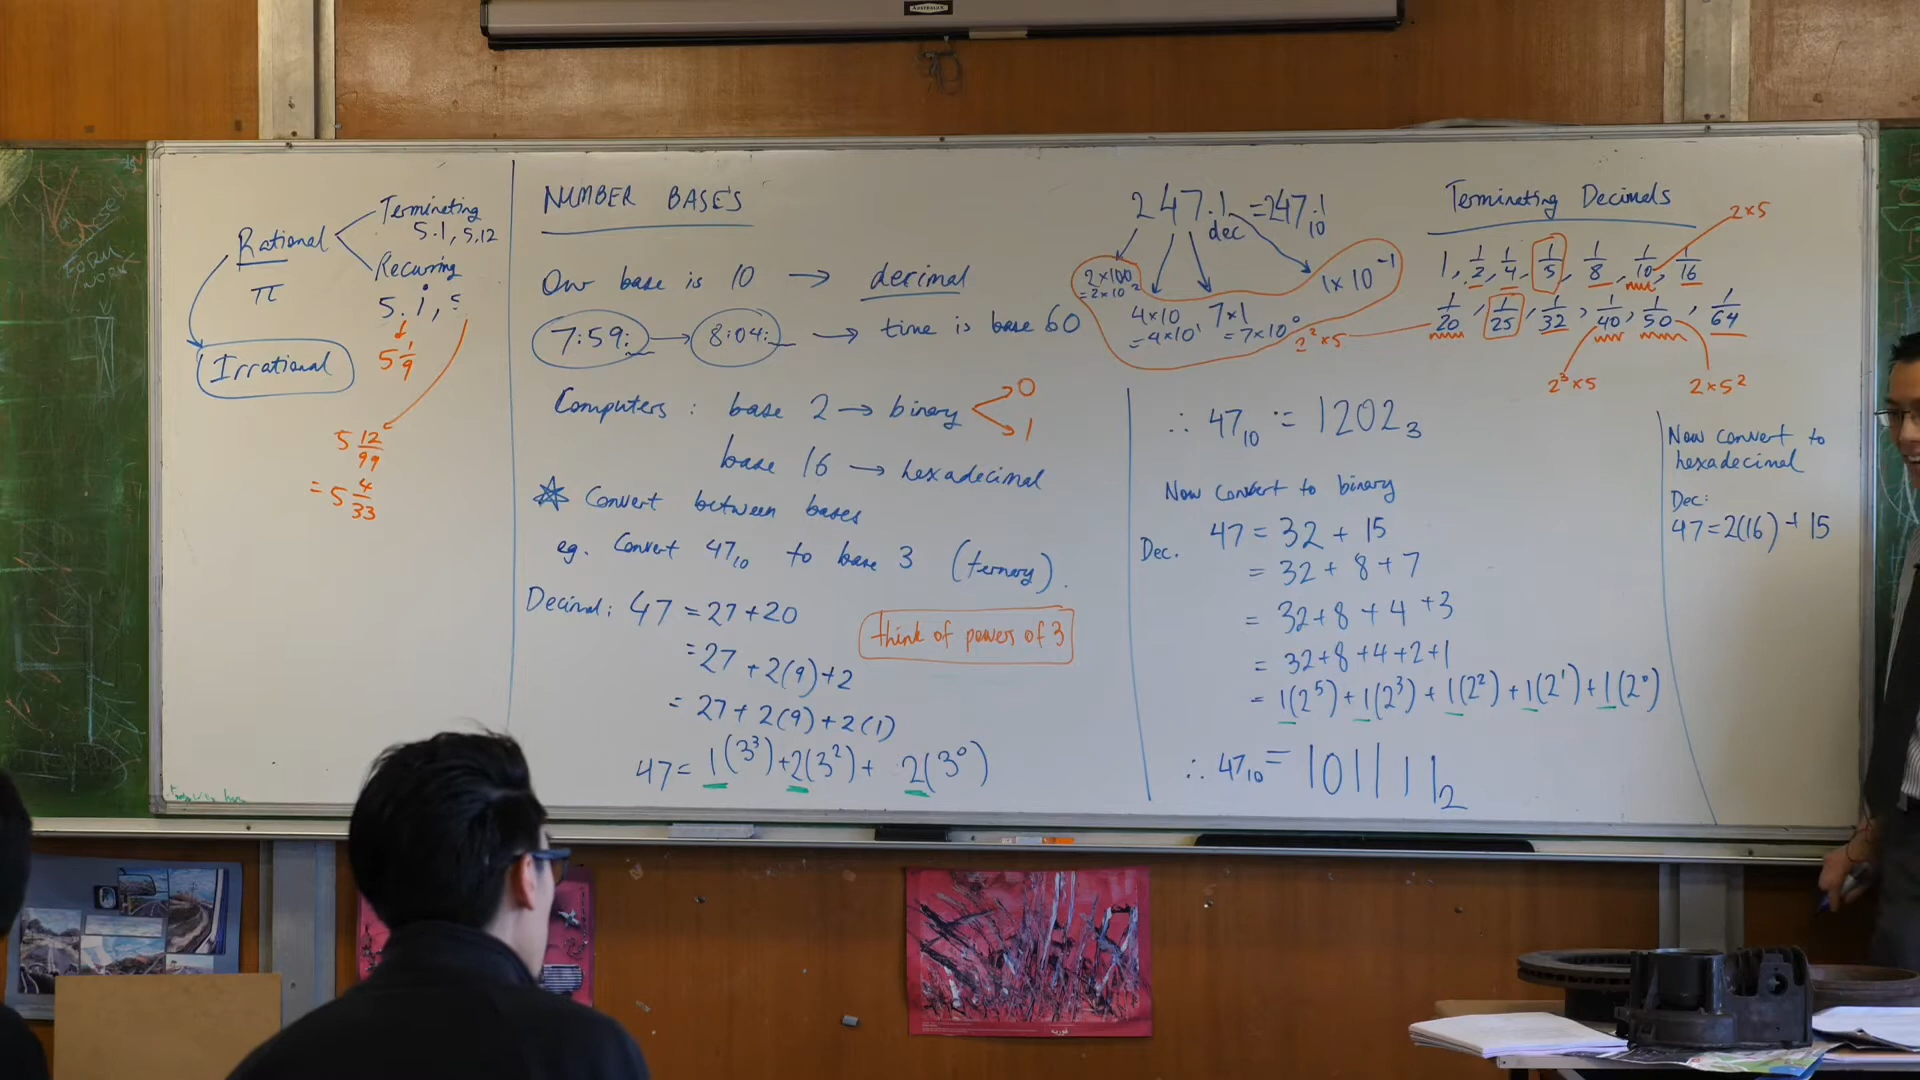 AUSTRALUX
Rational
Terminating
5.1, 5.12
Recurring
5.1̇,
π
Irrational
5 1/9
5 12/99
= 5 4/33
NUMBER BASES
Our base is 10 → decimal
7:59:__ → 8:04:__ → time is base 60
Computers : base 2 → binary
0
1
base 16 → hexadecimal
☆ Convert between bases
eg. Convert 47₁₀ to base 3 (ternary).
Decimal: 47 = 27 + 20
= 27 + 2(9) + 2
= 27 + 2(9) + 2(1)
47 = 1(3³) + 2(3²) + 2(3⁰)
think of powers of 3
247.1 = 247.1₁₀
dec
2×100
= 2×10²
4×10
= 4×10¹
7×1
= 7×10⁰
1×10⁻¹
Terminating Decimals
2×5
1, 1/2, 1/4, 1/5, 1/8, 1/10, 1/16
1/20, 1/25, 1/32, 1/40, 1/50, 1/64
2²×5
2³×5
2×5²
∴ 47₁₀ = 1202₃
Now convert to binary
Dec. 47 = 32 + 15
= 32 + 8 + 7
= 32 + 8 + 4 + 3
= 32 + 8 + 4 + 2 + 1
= 1(2⁵) + 1(2³) + 1(2²) + 1(2¹) + 1(2⁰)
∴ 47₁₀ = 101111₂
Now convert to
hexadecimal
Dec:
47 = 2(16) + 15